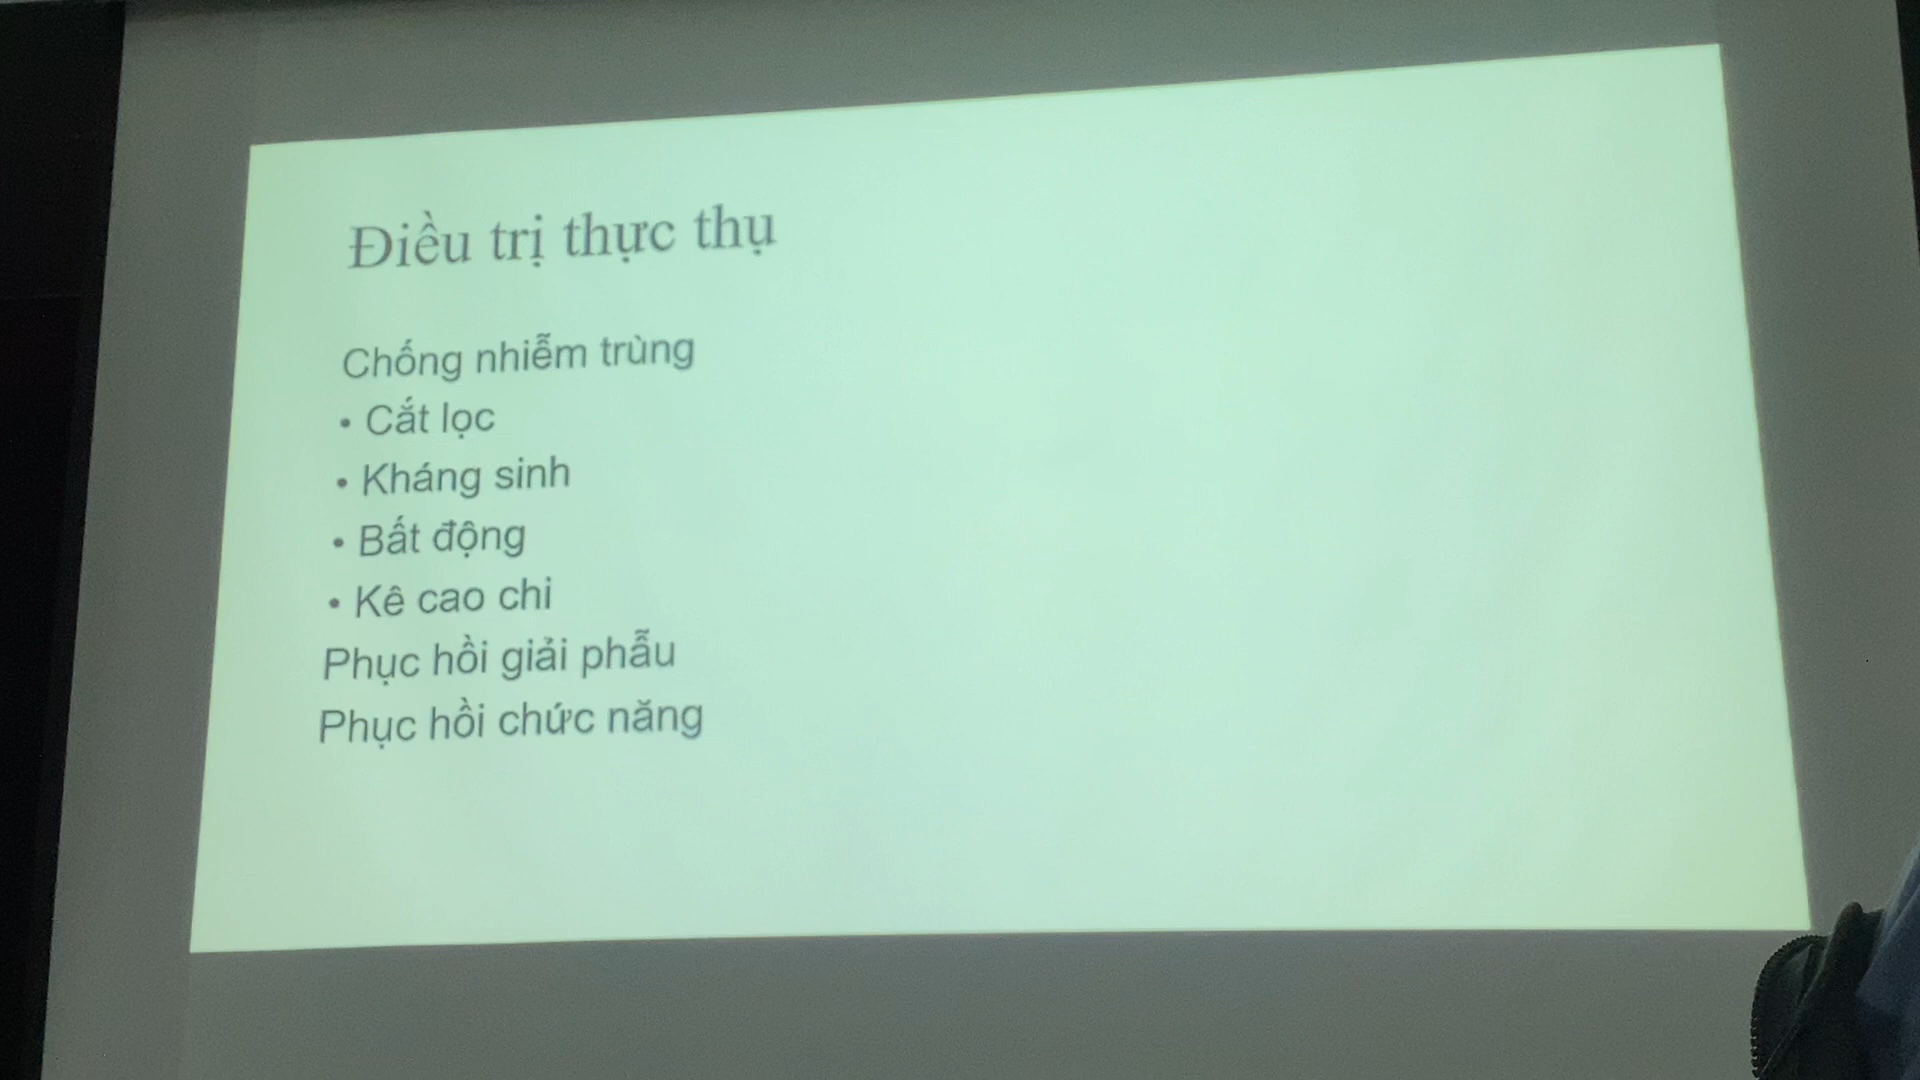 Điều trị thực thụ
Chống nhiễm trùng
• Cắt lọc
• Kháng sinh
• Bất động
• Kê cao chi
Phục hồi giải phẫu
Phục hồi chức năng